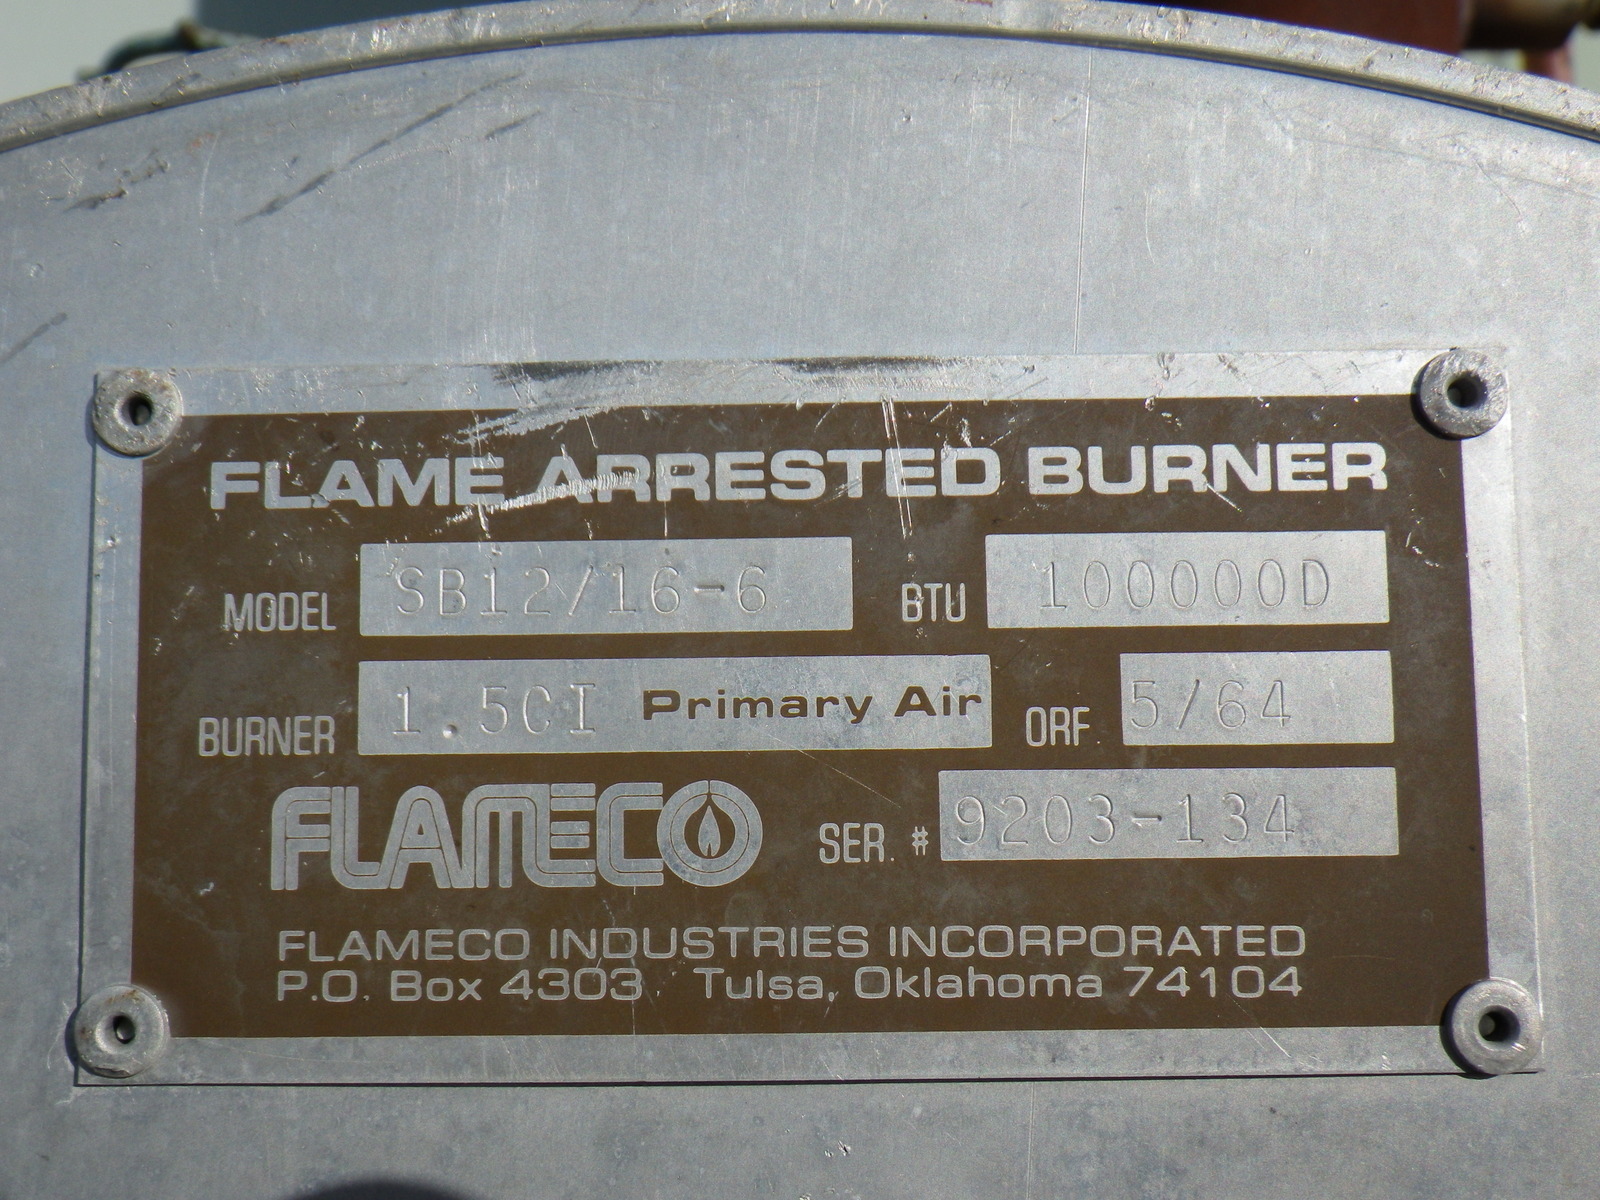 FLAME ARRESTED BURNER
MODEL SB12/16-6 BTU 100000D
BURNER 1.5CI Primary Air ORF 5/64
FLAMECO SER. # 9203-134
FLAMECO INDUSTRIES INCORPORATED
P.O. Box 4303, Tulsa, Oklahoma 74104